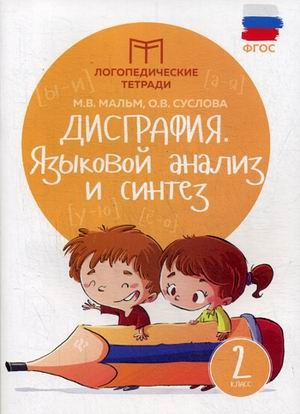 ФГОС
ЛОГОПЕДИЧЕСКИЕ
ТЕТРАДИ
М.В. МАЛЬМ, О.В. СУСЛОВА
[ы-и]
[а-я]
ДИСГРАФИЯ.
Языковой анализ
и синтез
[у-ю]
[ё-о]
2
КЛАСС